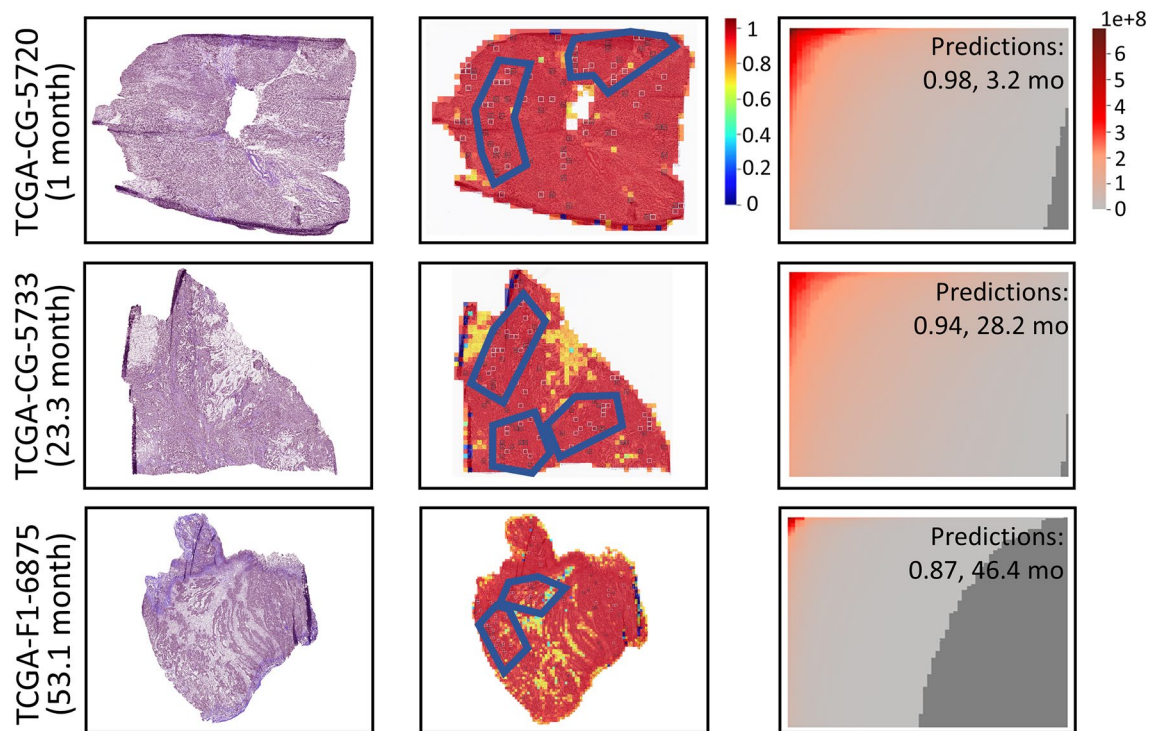 TCGA-CG-5720
(1 month)
1
0.8
0.6
0.4
0.2
0
Predictions:
0.98, 3.2 mo
1e+8
6
5
4
3
2
1
0
TCGA-CG-5733
(23.3 month)
Predictions:
0.94, 28.2 mo
TCGA-F1-6875
(53.1 month)
Predictions:
0.87, 46.4 mo